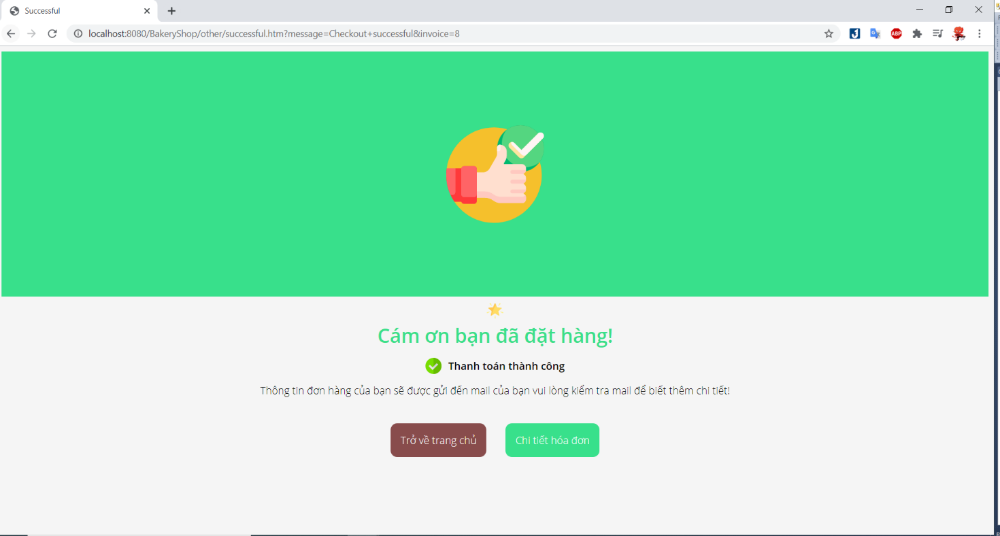 Successful
localhost:8080/BakeryShop/other/successful.htm?message=Checkout+successful&invoice=8
ABP
Cám ơn bạn đã đặt hàng!
Thanh toán thành công
Thông tin đơn hàng của bạn sẽ được gửi đến mail của bạn vui lòng kiểm tra mail để biết thêm chi tiết!
Trở về trang chủ
Chi tiết hóa đơn